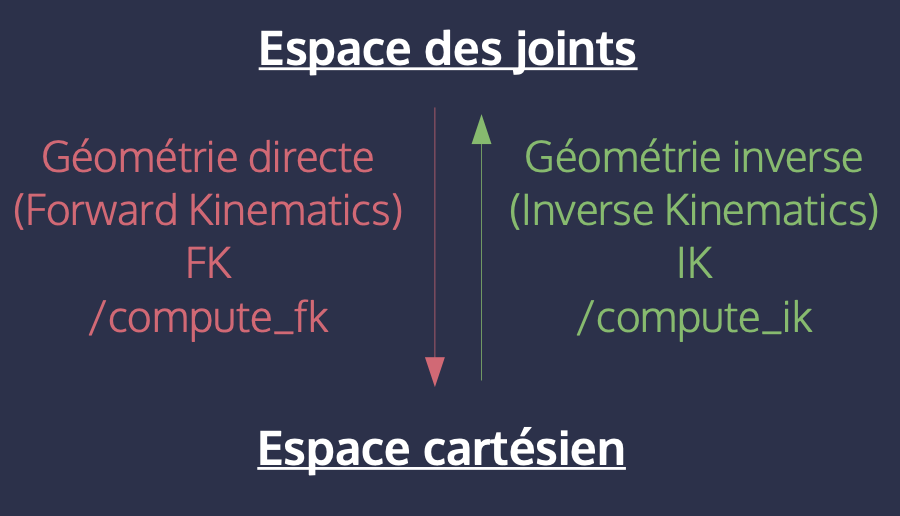 Espace des joints
Géométrie directe
(Forward Kinematics)
FK
/compute_fk
Géométrie inverse
(Inverse Kinematics)
IK
/compute_ik
Espace cartésien